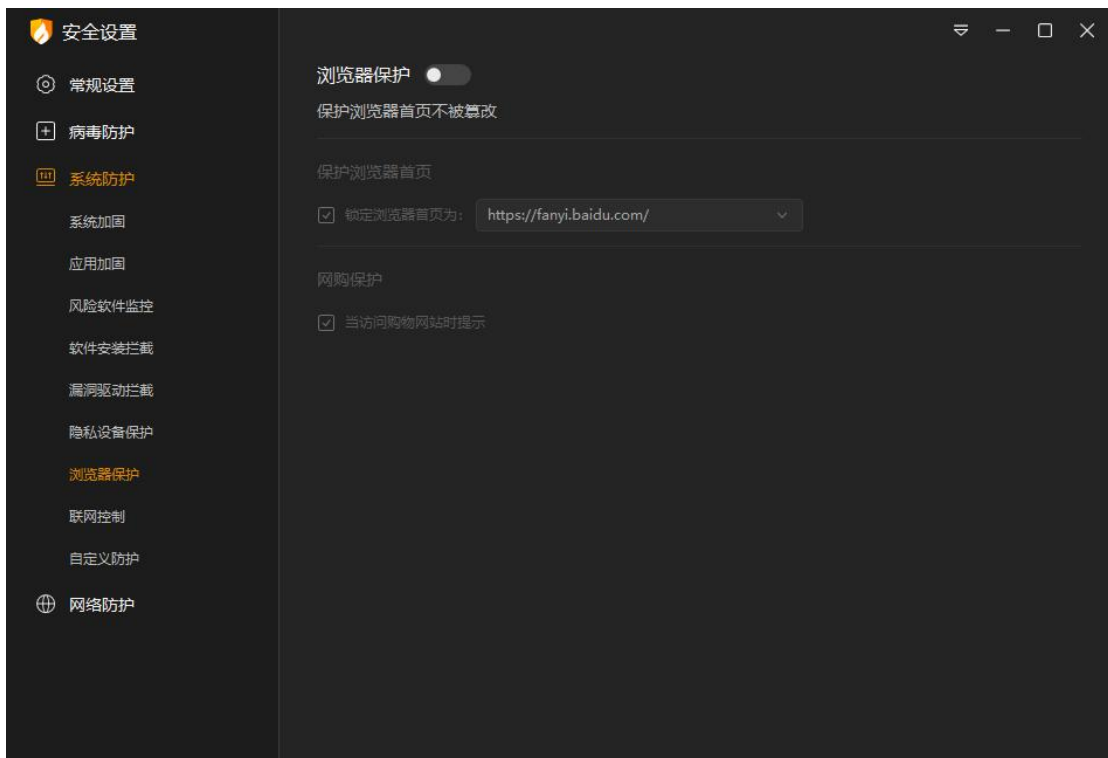 安全设置
常规设置
病毒防护
系统防护
系统加固
应用加固
风险软件监控
软件安装拦截
漏洞驱动拦截
隐私设备保护
浏览器保护
联网控制
自定义防护
网络防护
浏览器保护
保护浏览器首页不被篡改
保护浏览器首页
锁定浏览器首页为: https://fanyi.baidu.com/
网购保护
当访问购物网站时提示